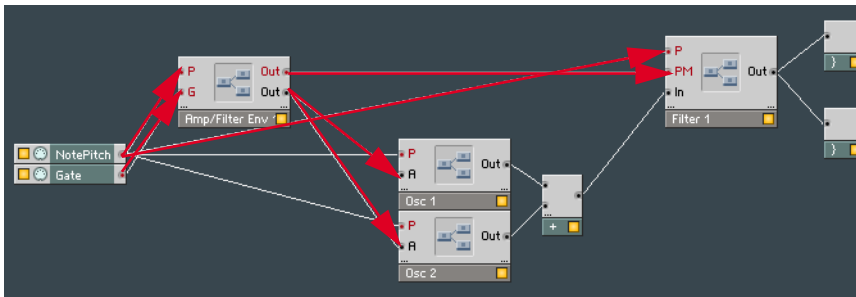 P Out
G Out
...
Amp/Filter Env
NotePitch
Gate
P
PM Out
In
...
Filter 1
}
}
P Out
A
... ...
Osc 1
P
A Out
... ...
Osc 2
...
+